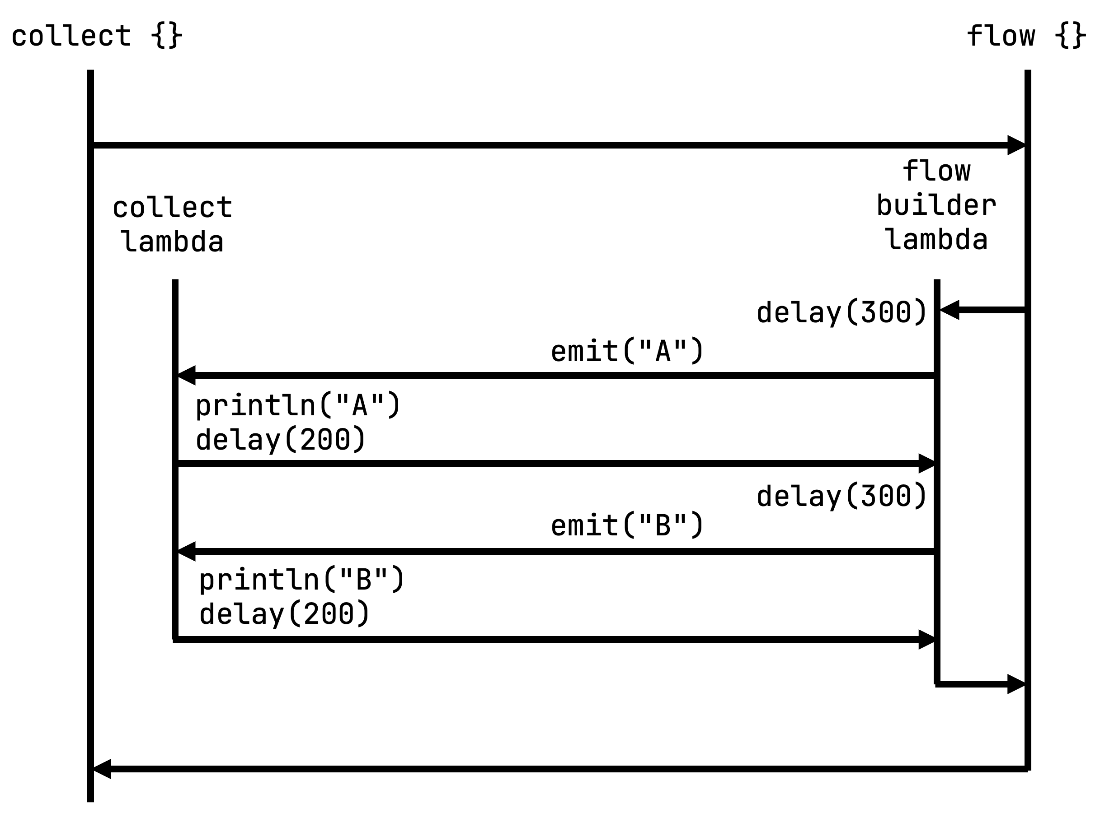 collect {}
flow {}
flow
builder
lambda
collect
lambda
delay(300)
emit("A")
println("A")
delay(200)
delay(300)
emit("B")
println("B")
delay(200)